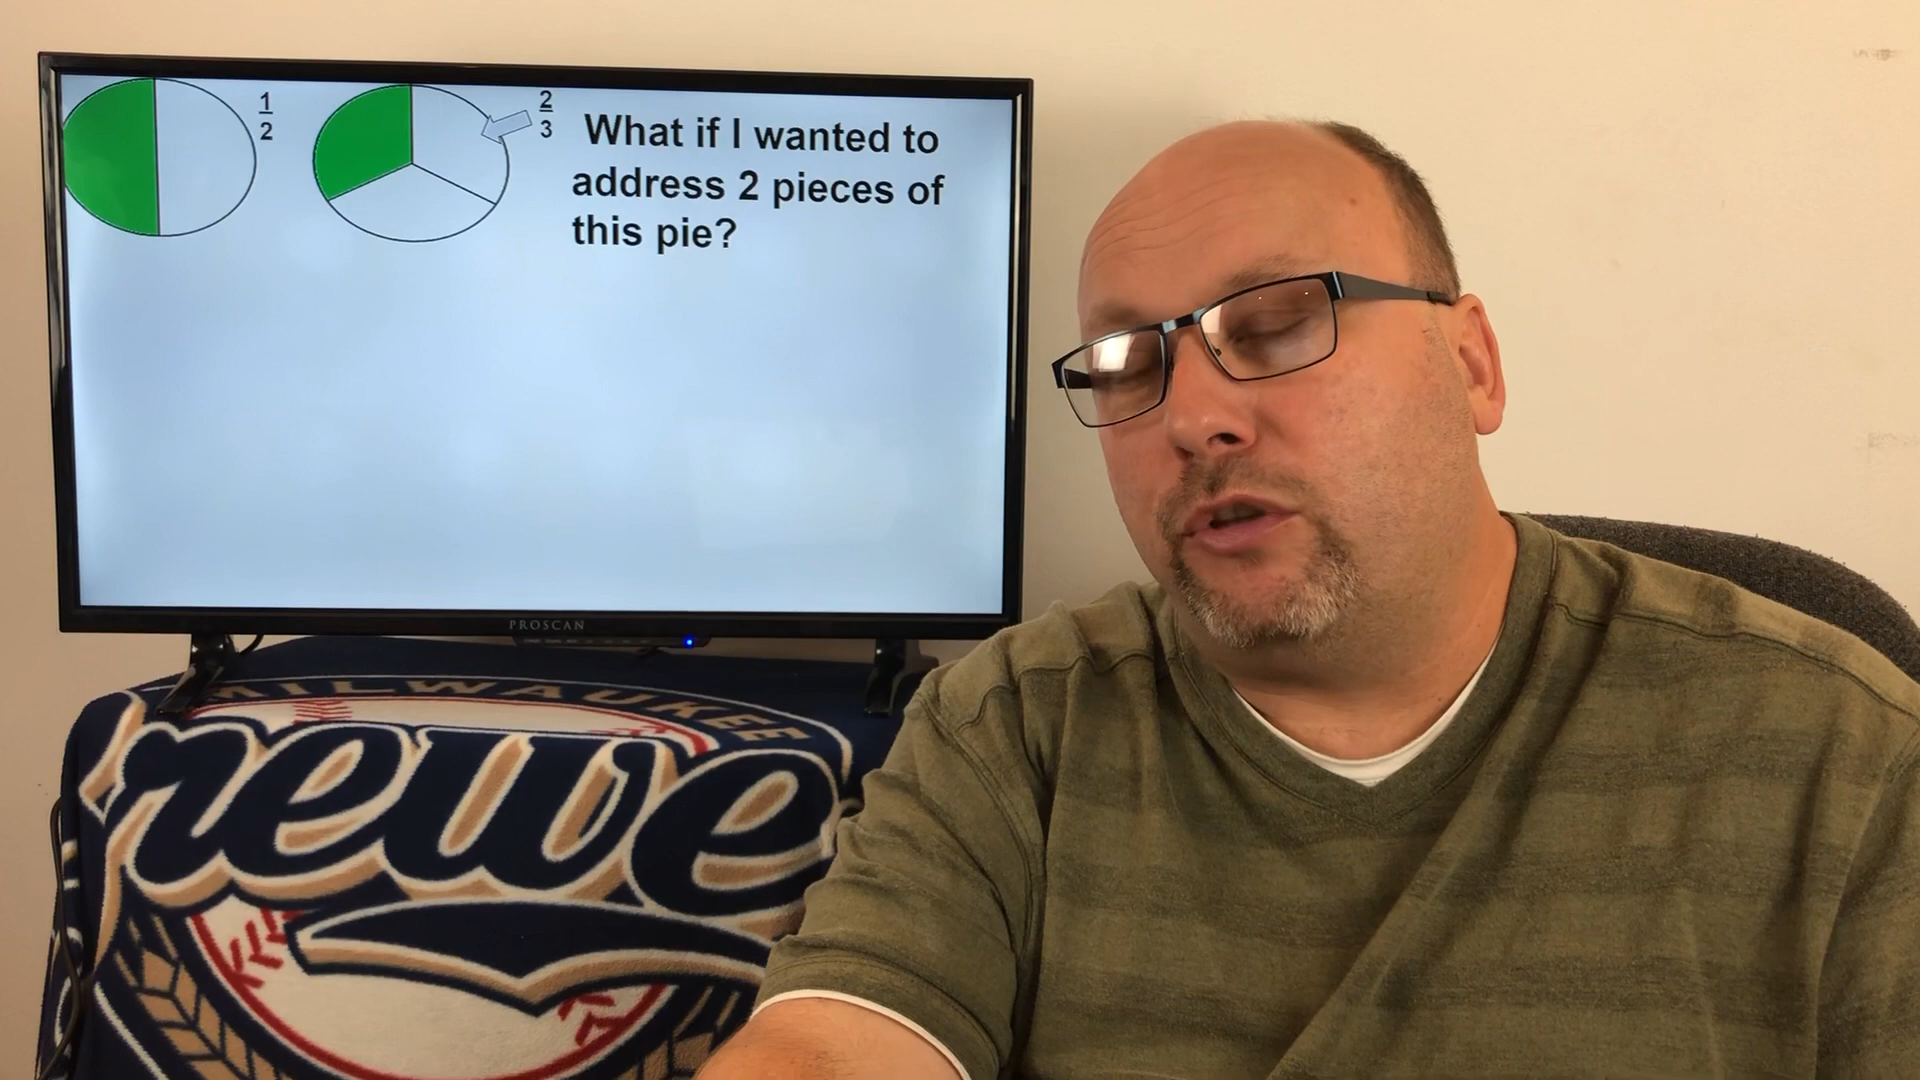 1
2
2
3
What if I wanted to
address 2 pieces of
this pie?
PROSCAN
MILWAUKEE
rewe